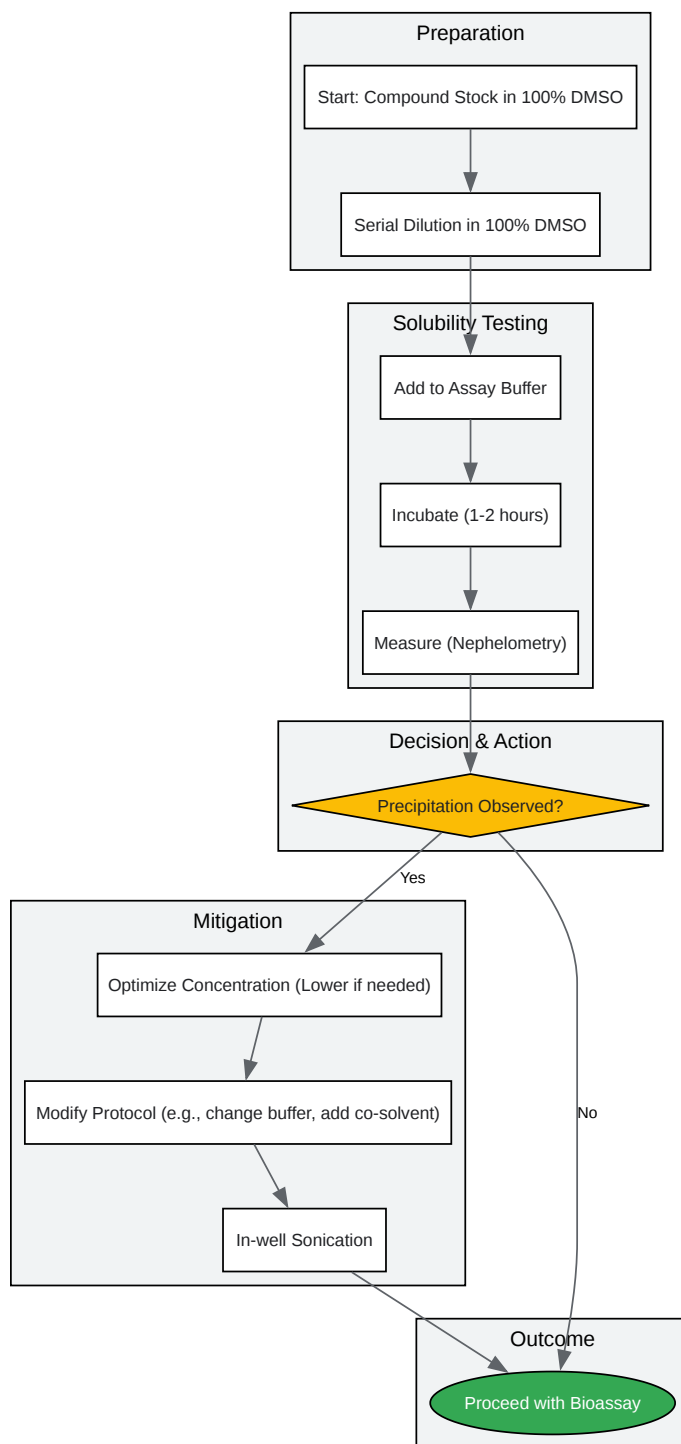 Preparation
Start: Compound Stock in 100% DMSO
Serial Dilution in 100% DMSO
Solubility Testing
Add to Assay Buffer
Incubate (1-2 hours)
Measure (Nephelometry)
Decision & Action
Precipitation Observed?
Yes
Mitigation
Optimize Concentration (Lower if needed)
Modify Protocol (e.g., change buffer, add co-solvent)
No
In-well Sonication
Outcome
Proceed with Bioassay